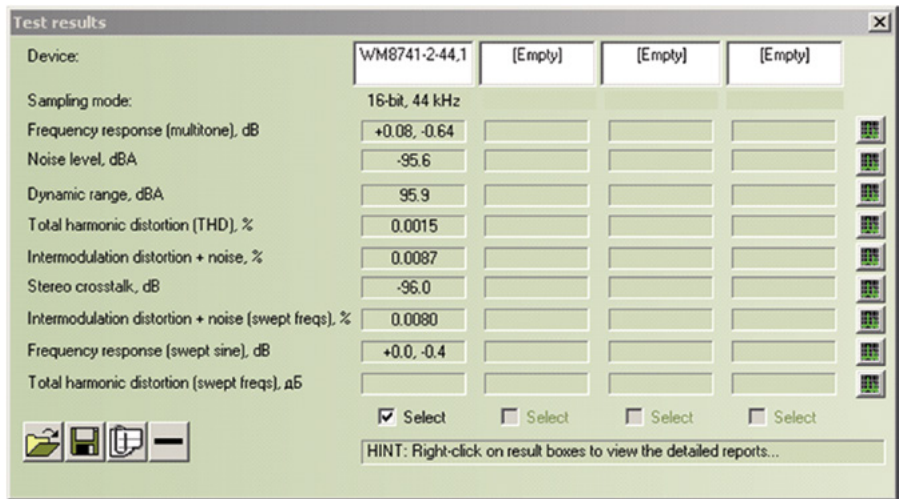 Test results
Device: WM8741-2-44,1 [Empty] [Empty] [Empty]
Sampling mode: 16-bit, 44 kHz
Frequency response (multitone), dB +0.08, -0.64
Noise level, dBA -95.6
Dynamic range, dBA 95.9
Total harmonic distortion (THD), % 0.0015
Intermodulation distortion + noise, % 0.0087
Stereo crosstalk, dB -96.0
Intermodulation distortion + noise (swept freqs), % 0.0080
Frequency response (swept sine), dB +0.0, -0.4
Total harmonic distortion (swept freqs), дБ
Select Select Select Select
HINT: Right-click on result boxes to view the detailed reports...